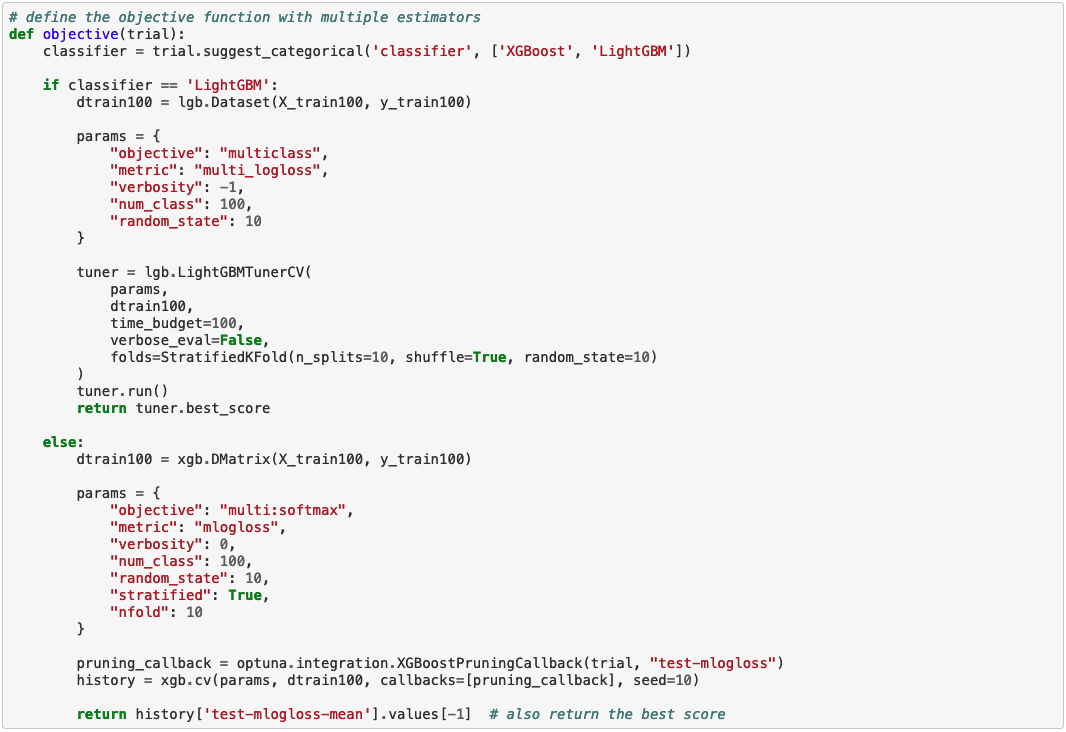 # define the objective function with multiple estimators
def objective(trial):
    classifier = trial.suggest_categorical('classifier', ['XGBoost', 'LightGBM'])

    if classifier == 'LightGBM':
        dtrain100 = lgb.Dataset(X_train100, y_train100)

        params = {
            "objective": "multiclass",
            "metric": "multi_logloss",
            "verbosity": -1,
            "num_class": 100,
            "random_state": 10
        }

        tuner = lgb.LightGBMTunerCV(
            params,
            dtrain100,
            time_budget=100,
            verbose_eval=False,
            folds=StratifiedKFold(n_splits=10, shuffle=True, random_state=10)
        )
        tuner.run()
        return tuner.best_score

    else:
        dtrain100 = xgb.DMatrix(X_train100, y_train100)

        params = {
            "objective": "multi:softmax",
            "metric": "mlogloss",
            "verbosity": 0,
            "num_class": 100,
            "random_state": 10,
            "stratified": True,
            "nfold": 10
        }

        pruning_callback = optuna.integration.XGBoostPruningCallback(trial, "test-mlogloss")
        history = xgb.cv(params, dtrain100, callbacks=[pruning_callback], seed=10)

        return history['test-mlogloss-mean'].values[-1]  # also return the best score